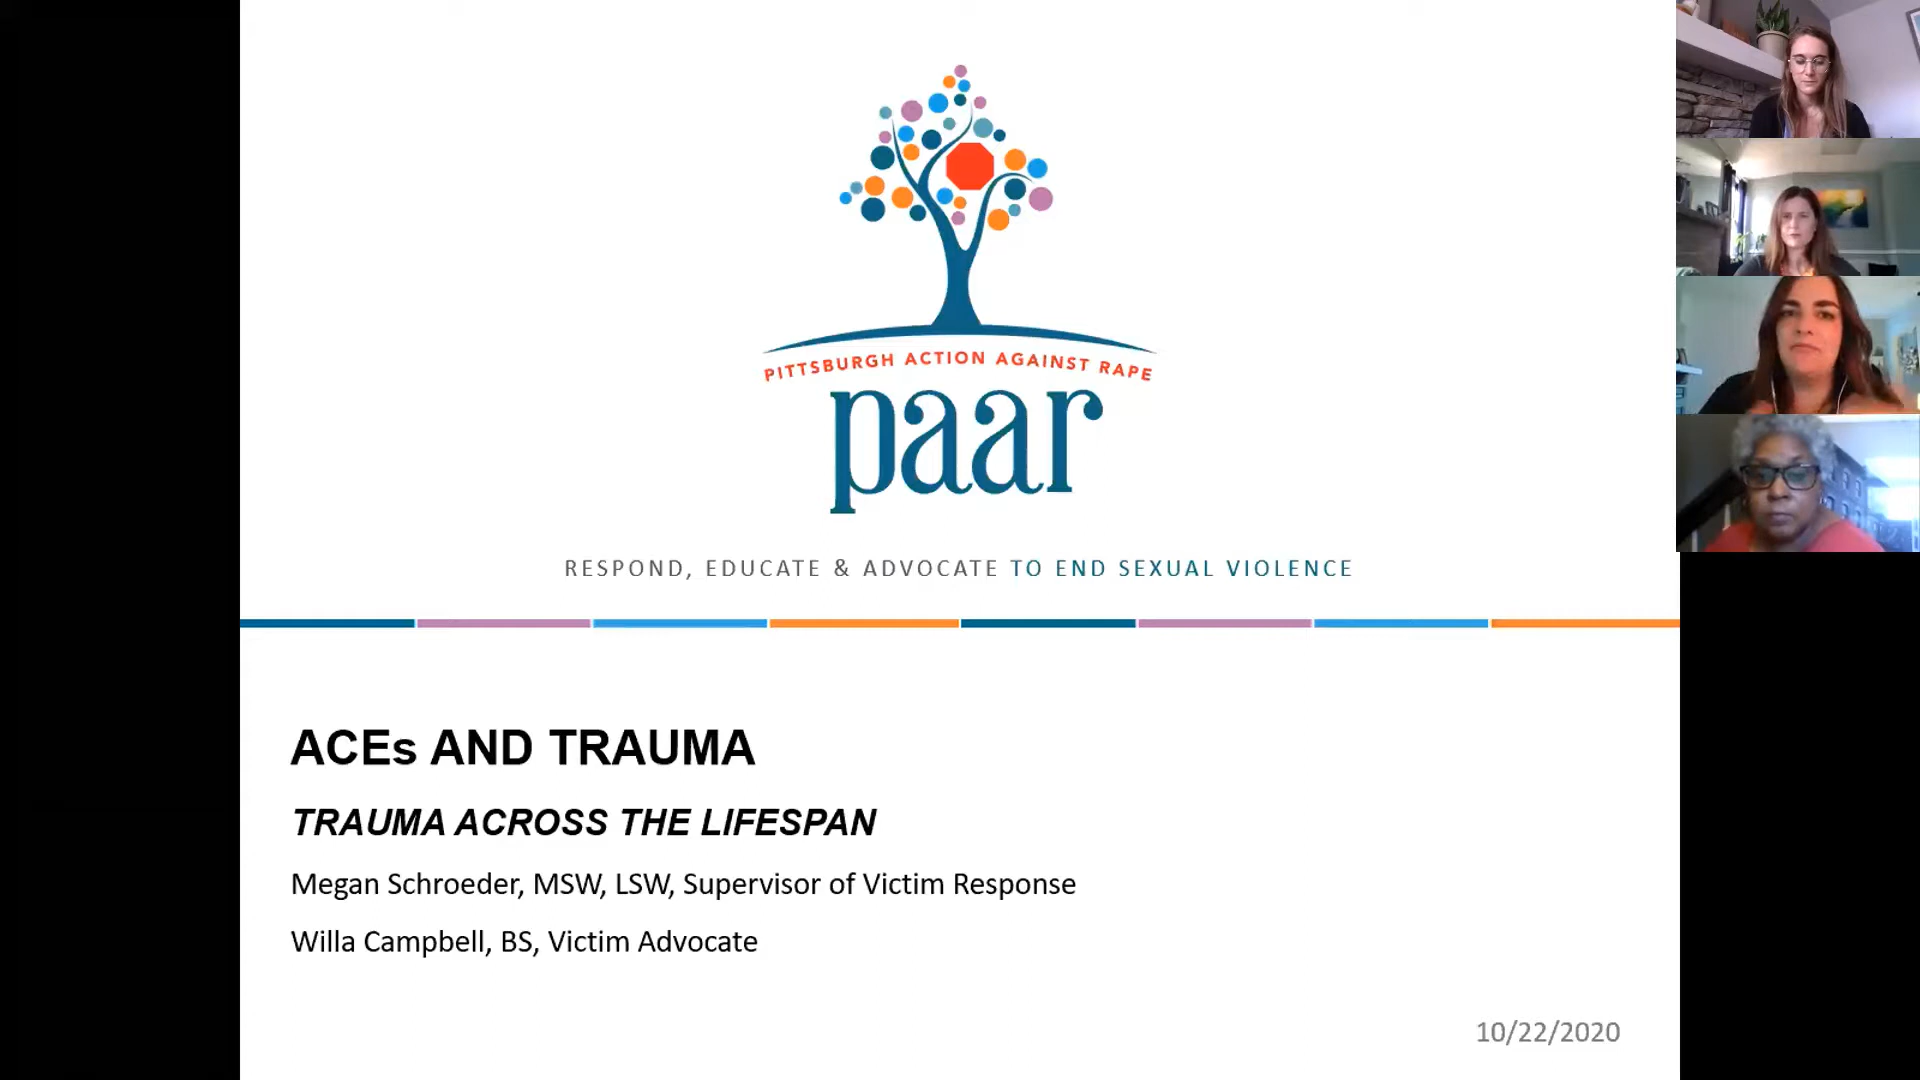 PITTSBURGH ACTION AGAINST RAPE
paar
RESPOND, EDUCATE & ADVOCATE TO END SEXUAL VIOLENCE
ACEs AND TRAUMA
TRAUMA ACROSS THE LIFESPAN
Megan Schroeder, MSW, LSW, Supervisor of Victim Response
Willa Campbell, BS, Victim Advocate
10/22/2020